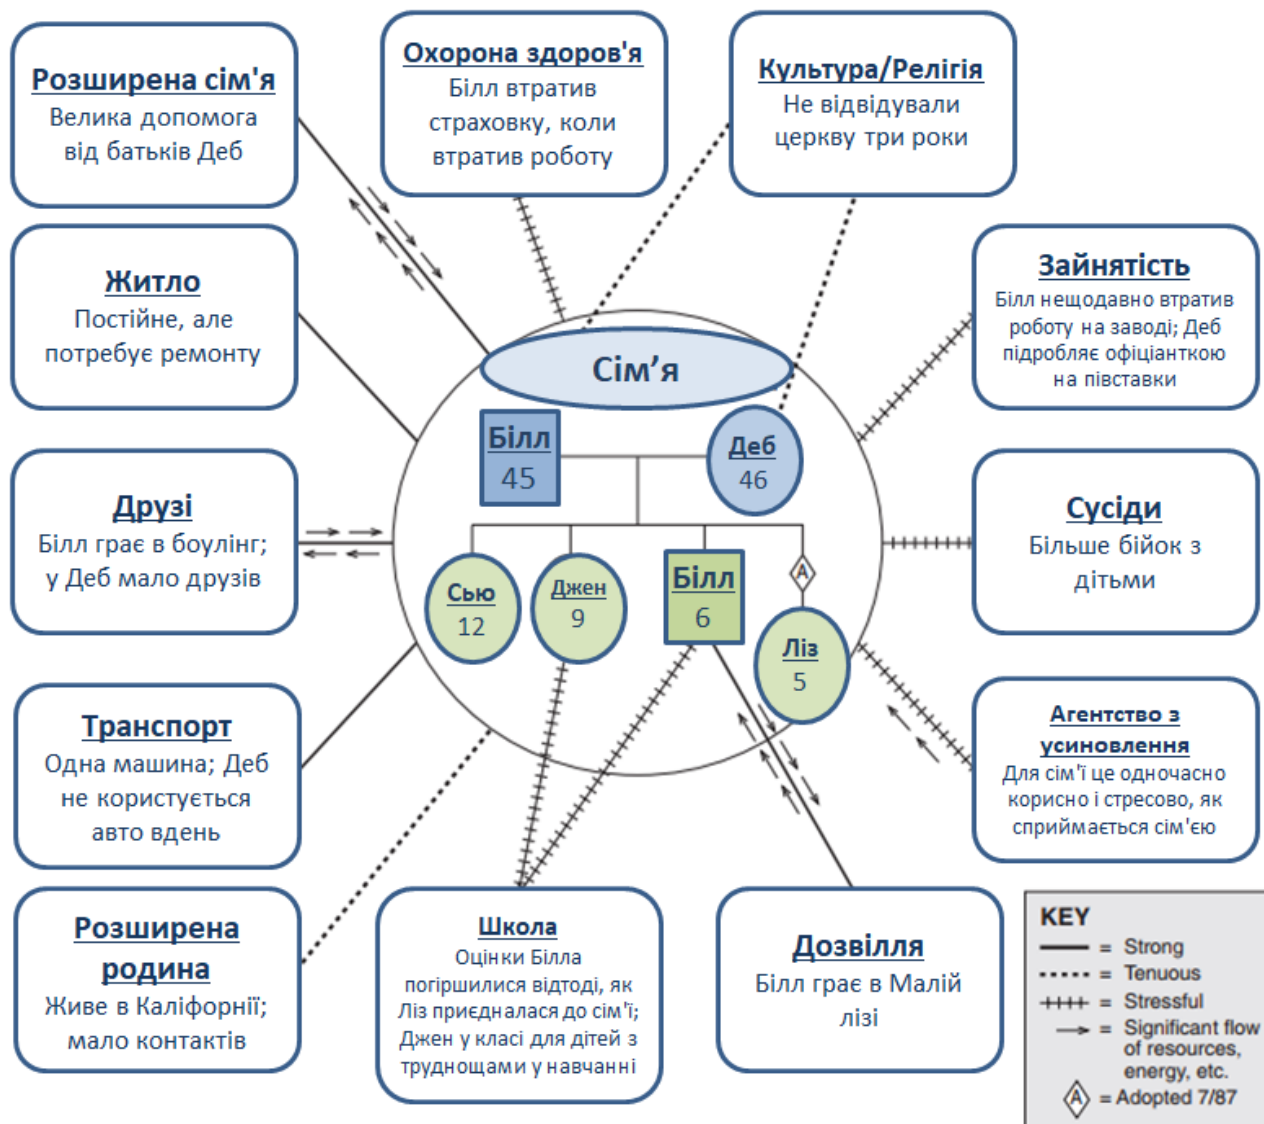 Розширена сім'я
Велика допомога
від батьків Деб
Охорона здоров'я
Білл втратив
страховку, коли
втратив роботу
Культура/Релігія
Не відвідували
церкву три роки
Житло
Постійне, але
потребує ремонту
Зайнятість
Білл нещодавно втратив
роботу на заводі; Деб
підробляє офіціанткою
на півставки
Сім’я
Білл
45
Деб
46
Друзі
Білл грає в боулінг;
у Деб мало друзів
Сусіди
Більше бійок з
дітьми
Сью
12
Джен
9
Білл
6
A
Ліз
5
Транспорт
Одна машина; Деб
не користується
авто вдень
Агентство з
усиновлення
Для сім'ї це одночасно
корисно і стресово, як
сприймається сім'єю
Розширена
родина
Живе в Каліфорнії;
мало контактів
Школа
Оцінки Білла
погіршилися відтоді, як
Ліз приєдналася до сім'ї;
Джен у класі для дітей з
труднощами у навчанні
Дозвілля
Білл грає в Малій
лізі
KEY
= Strong
= Tenuous
= Stressful
= Significant flow
of resources,
energy, etc.
A = Adopted 7/87